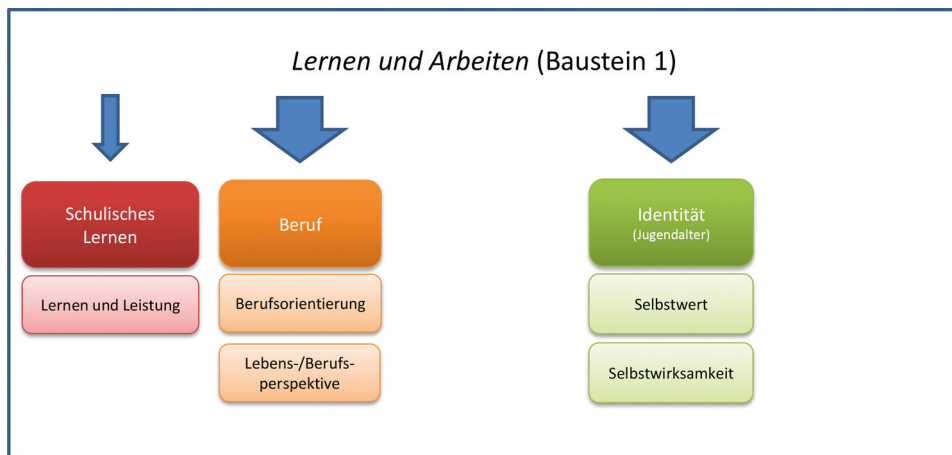 Lernen und Arbeiten (Baustein 1)
Schulisches
Lernen
Lernen und Leistung
Beruf
Berufsorientierung
Lebens-/Berufs-
perspektive
Identität
(Jugendalter)
Selbstwert
Selbstwirksamkeit